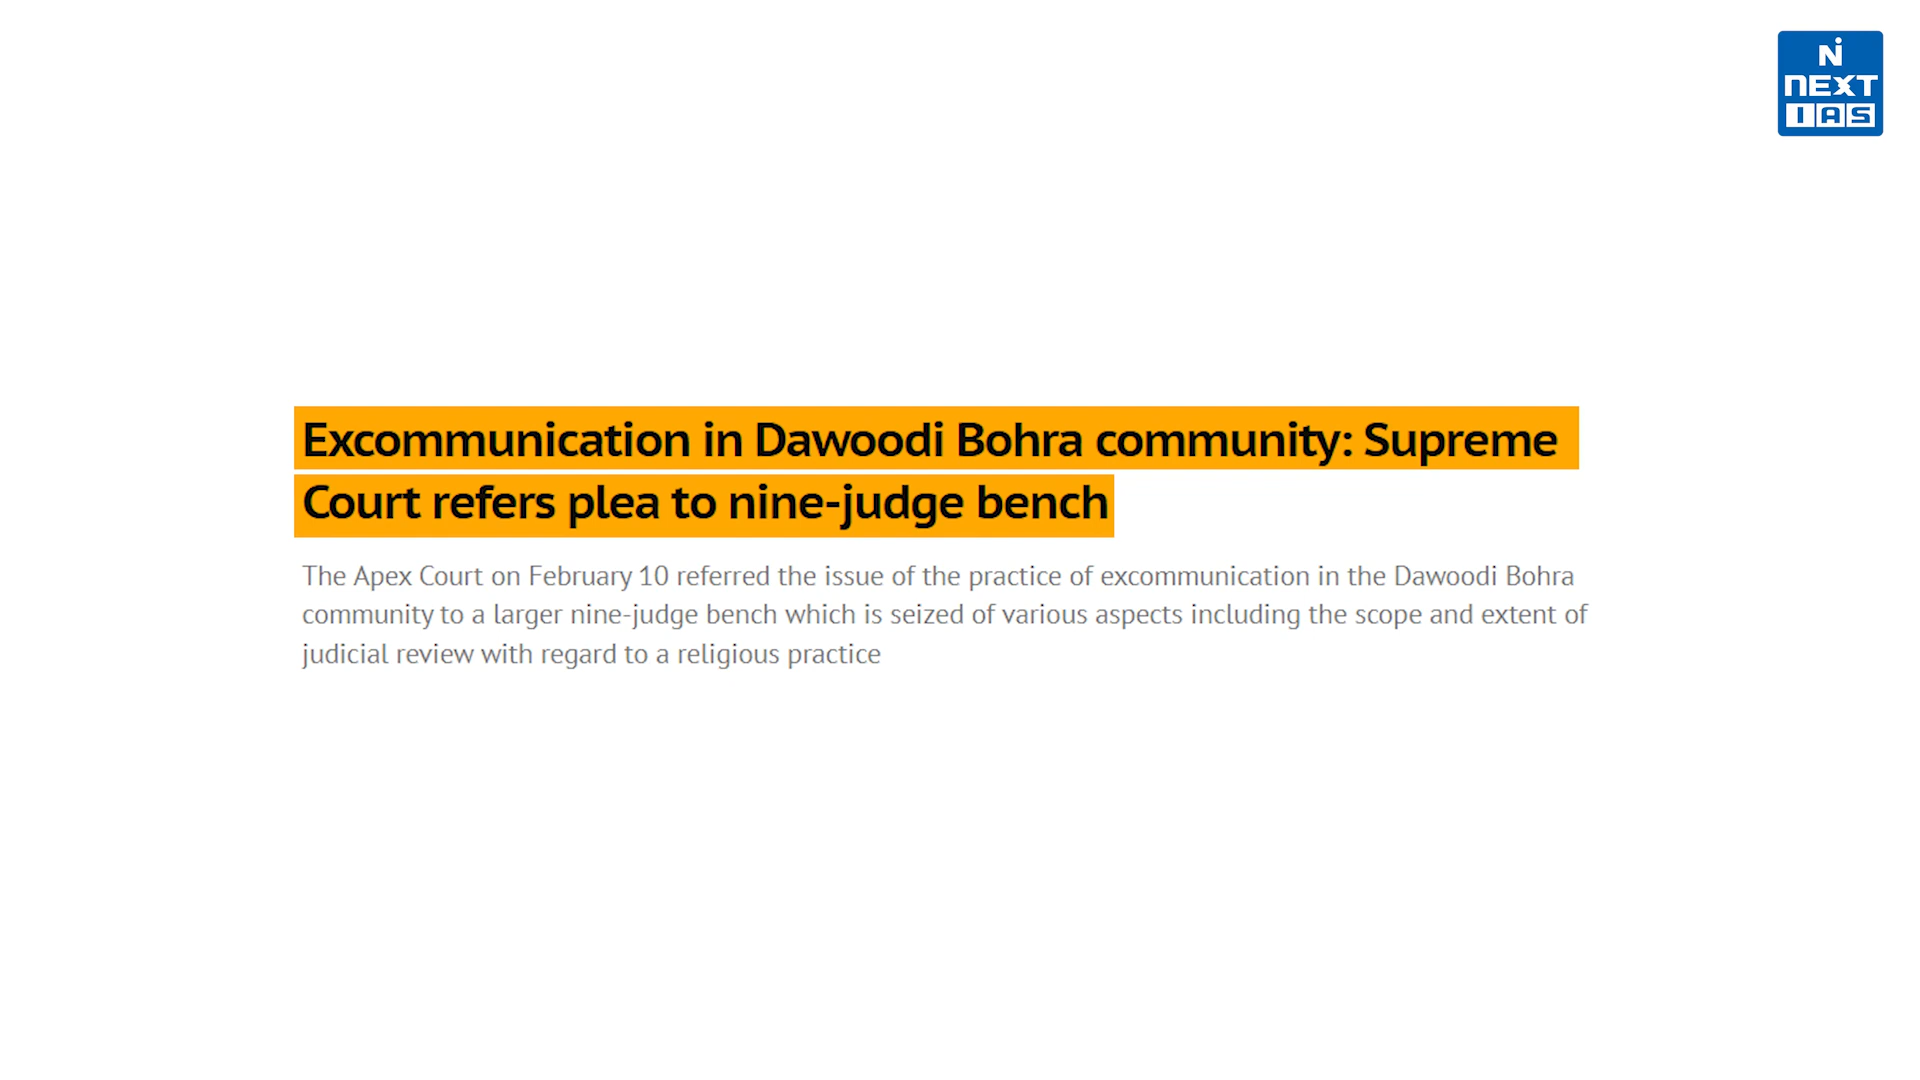 N
NEXT
IAS
Excommunication in Dawoodi Bohra community: Supreme
Court refers plea to nine-judge bench
The Apex Court on February 10 referred the issue of the practice of excommunication in the Dawoodi Bohra
community to a larger nine-judge bench which is seized of various aspects including the scope and extent of
judicial review with regard to a religious practice